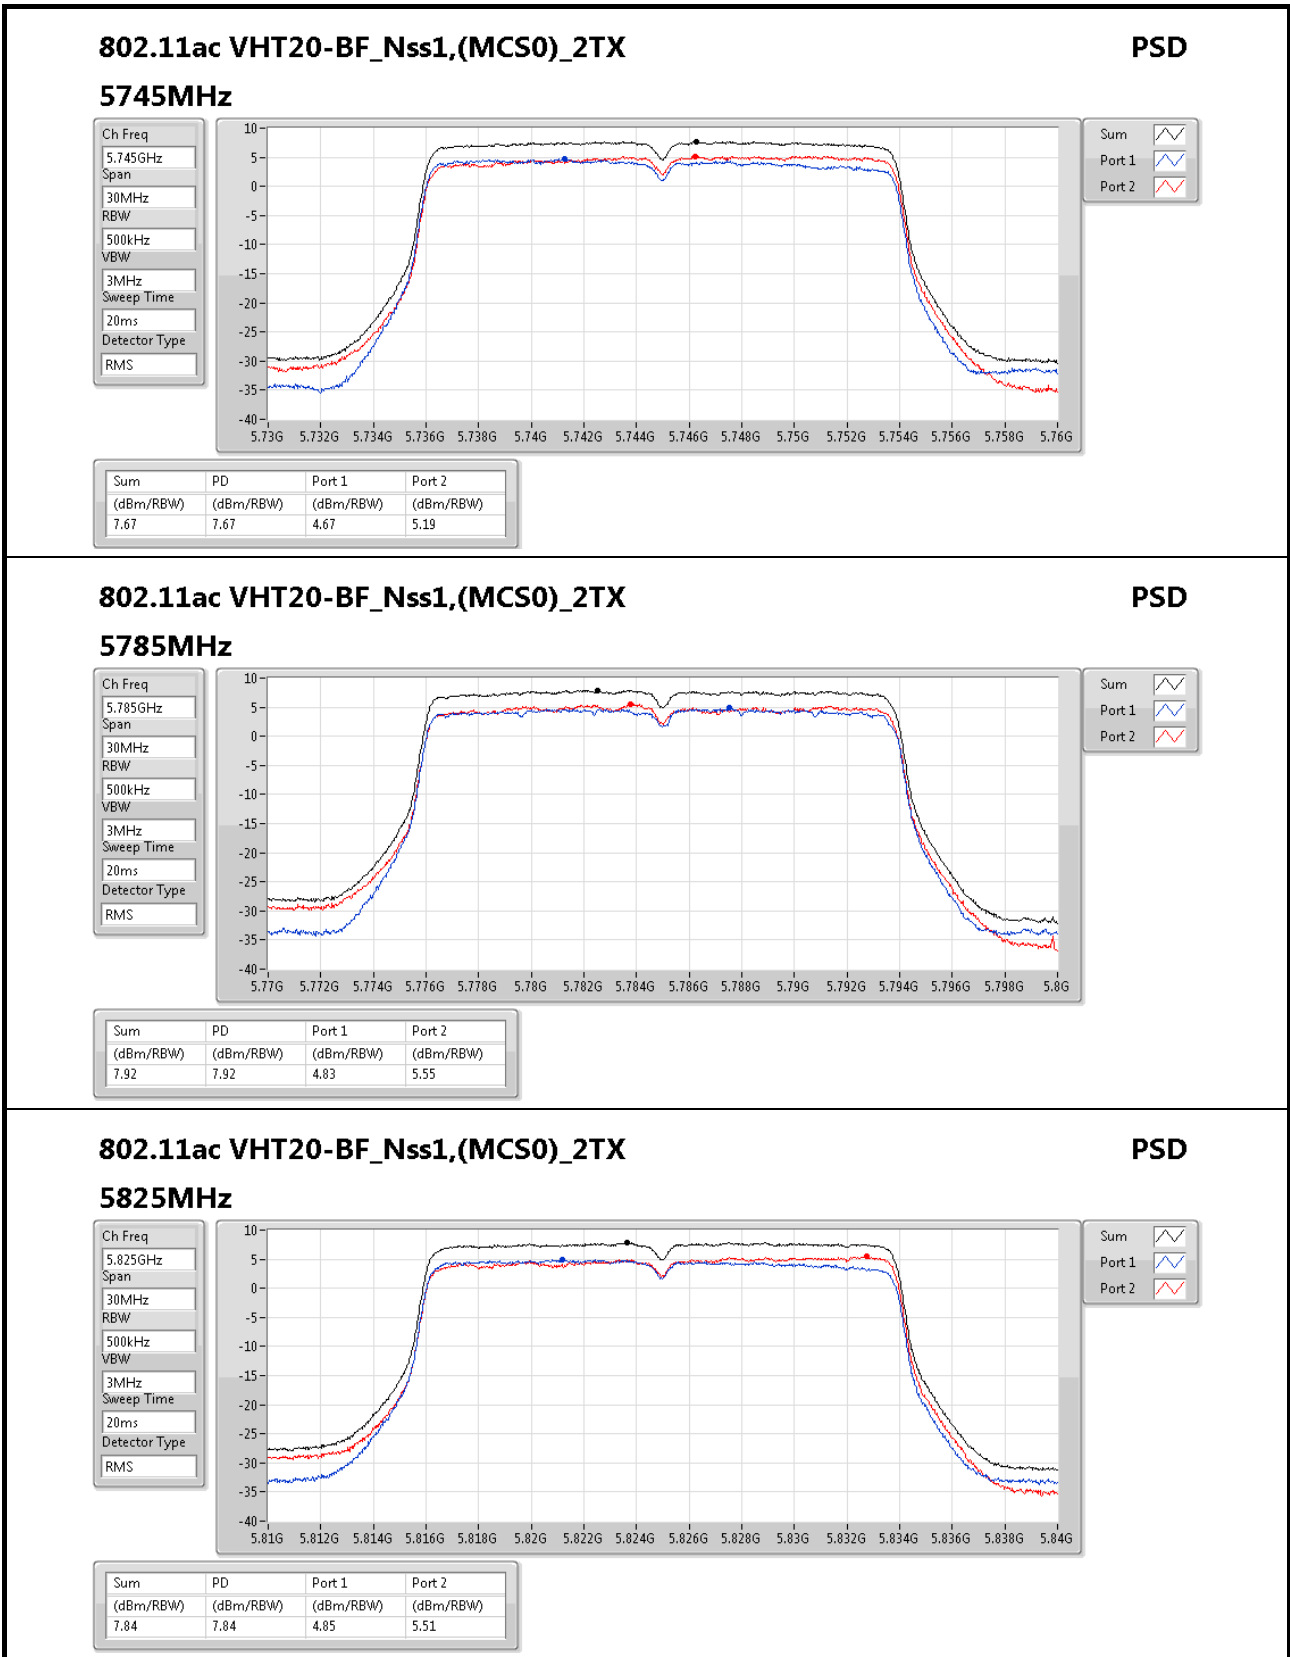 802.11ac VHT20-BF_Nss1,(MCS0)_2TX PSD
5745MHz
Ch Freq
5.745GHz
Span
30MHz
RBW
500kHz
VBW
3MHz
Sweep Time
20ms
Detector Type
RMS
10
5
0
-5
-10
-15
-20
-25
-30
-35
-40
5.73G 5.732G 5.734G 5.736G 5.738G 5.74G 5.742G 5.744G 5.746G 5.748G 5.75G 5.752G 5.754G 5.756G 5.758G 5.76G
Sum
Port 1
Port 2
Sum PD Port 1 Port 2
(dBm/RBW) (dBm/RBW) (dBm/RBW) (dBm/RBW)
7.67 7.67 4.67 5.19
802.11ac VHT20-BF_Nss1,(MCS0)_2TX PSD
5785MHz
Ch Freq
5.785GHz
Span
30MHz
RBW
500kHz
VBW
3MHz
Sweep Time
20ms
Detector Type
RMS
10
5
0
-5
-10
-15
-20
-25
-30
-35
-40
5.77G 5.772G 5.774G 5.776G 5.778G 5.78G 5.782G 5.784G 5.786G 5.788G 5.79G 5.792G 5.794G 5.796G 5.798G 5.8G
Sum
Port 1
Port 2
Sum PD Port 1 Port 2
(dBm/RBW) (dBm/RBW) (dBm/RBW) (dBm/RBW)
7.92 7.92 4.83 5.55
802.11ac VHT20-BF_Nss1,(MCS0)_2TX PSD
5825MHz
Ch Freq
5.825GHz
Span
30MHz
RBW
500kHz
VBW
3MHz
Sweep Time
20ms
Detector Type
RMS
10
5
0
-5
-10
-15
-20
-25
-30
-35
-40
5.81G 5.812G 5.814G 5.816G 5.818G 5.82G 5.822G 5.824G 5.826G 5.828G 5.83G 5.832G 5.834G 5.836G 5.838G 5.84G
Sum
Port 1
Port 2
Sum PD Port 1 Port 2
(dBm/RBW) (dBm/RBW) (dBm/RBW) (dBm/RBW)
7.84 7.84 4.85 5.51